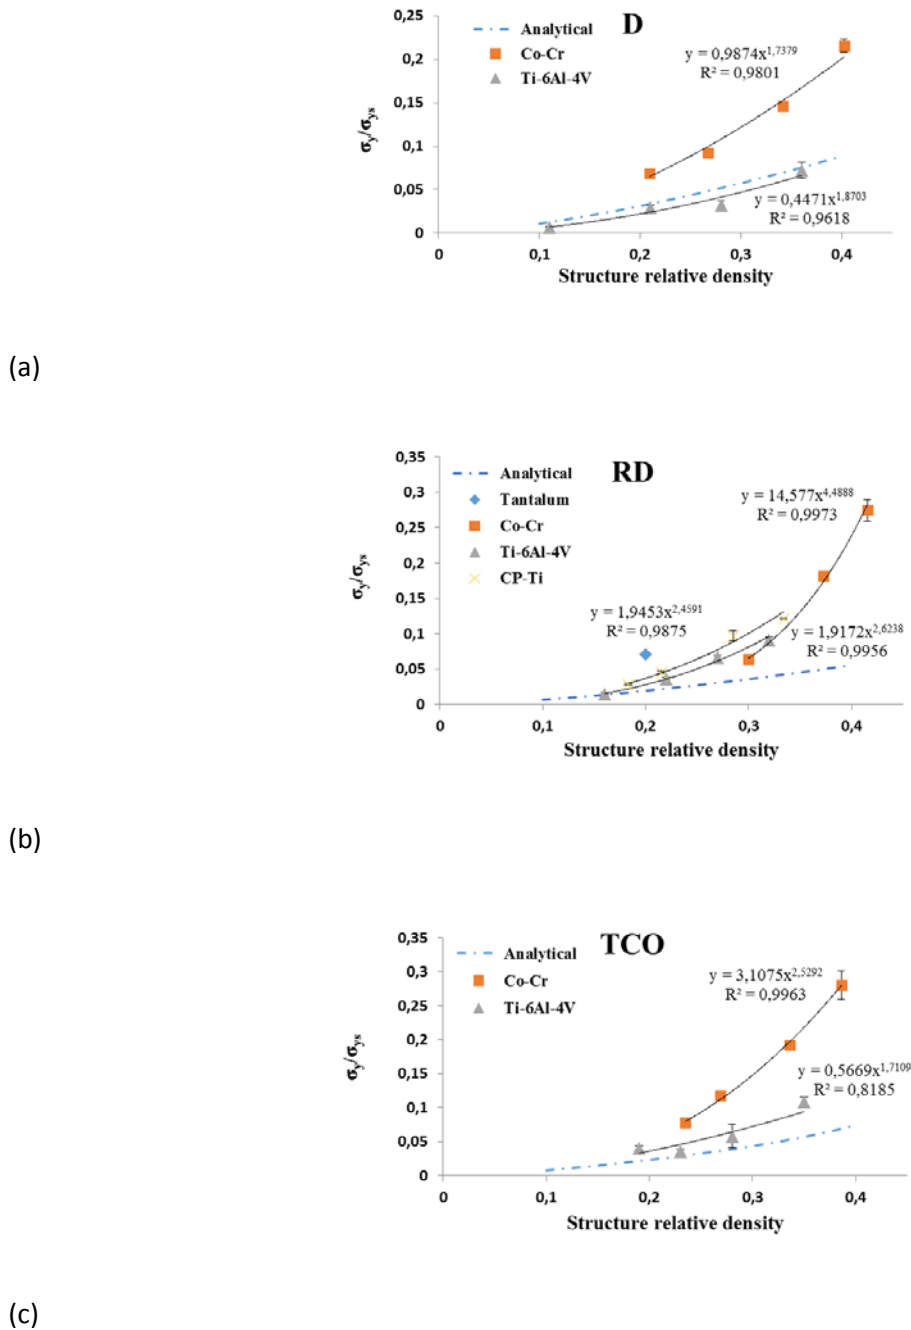 D
Analytical
Co-Cr
Ti-6Al-4V
y = 0,9874x^1,7379
R² = 0,9801
y = 0,4471x^1,8703
R² = 0,9618
0,25
0,2
0,15
0,1
0,05
0
σy/σys
0 0,1 0,2 0,3 0,4
Structure relative density
(a)
RD
Analytical
Tantalum
Co-Cr
Ti-6Al-4V
CP-Ti
y = 14,577x^4,4888
R² = 0,9973
y = 1,9453x^2,4591
R² = 0,9875
y = 1,9172x^2,6238
R² = 0,9956
0,35
0,3
0,25
0,2
0,15
0,1
0,05
0
σy/σys
0 0,1 0,2 0,3 0,4
Structure relative density
(b)
TCO
Analytical
Co-Cr
Ti-6Al-4V
y = 3,1075x^2,5292
R² = 0,9963
y = 0,5669x^1,7109
R² = 0,8185
0,35
0,3
0,25
0,2
0,15
0,1
0,05
0
σy/σys
0 0,1 0,2 0,3 0,4
Structure relative density
(c)